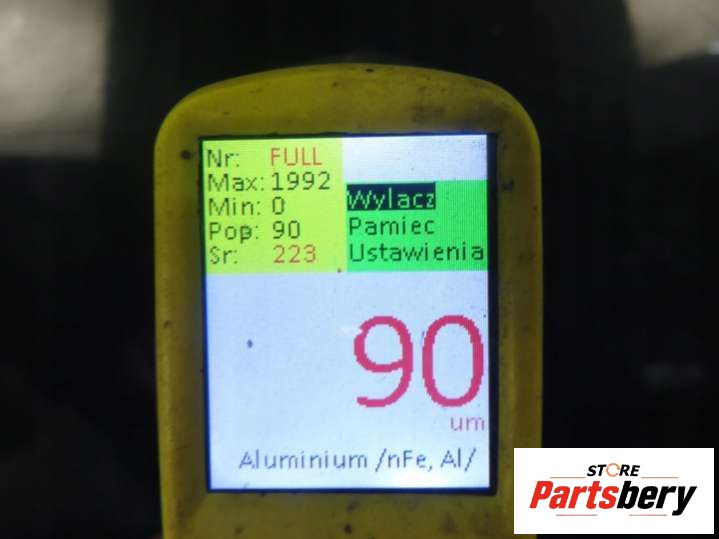 Nr: FULL
Max: 1992
Min: 0
Pop: 90
Sr: 223
Wylacz
Pamiec
Ustawienia
90
um
Aluminium /nFe, Al/
STORE
Partsbery